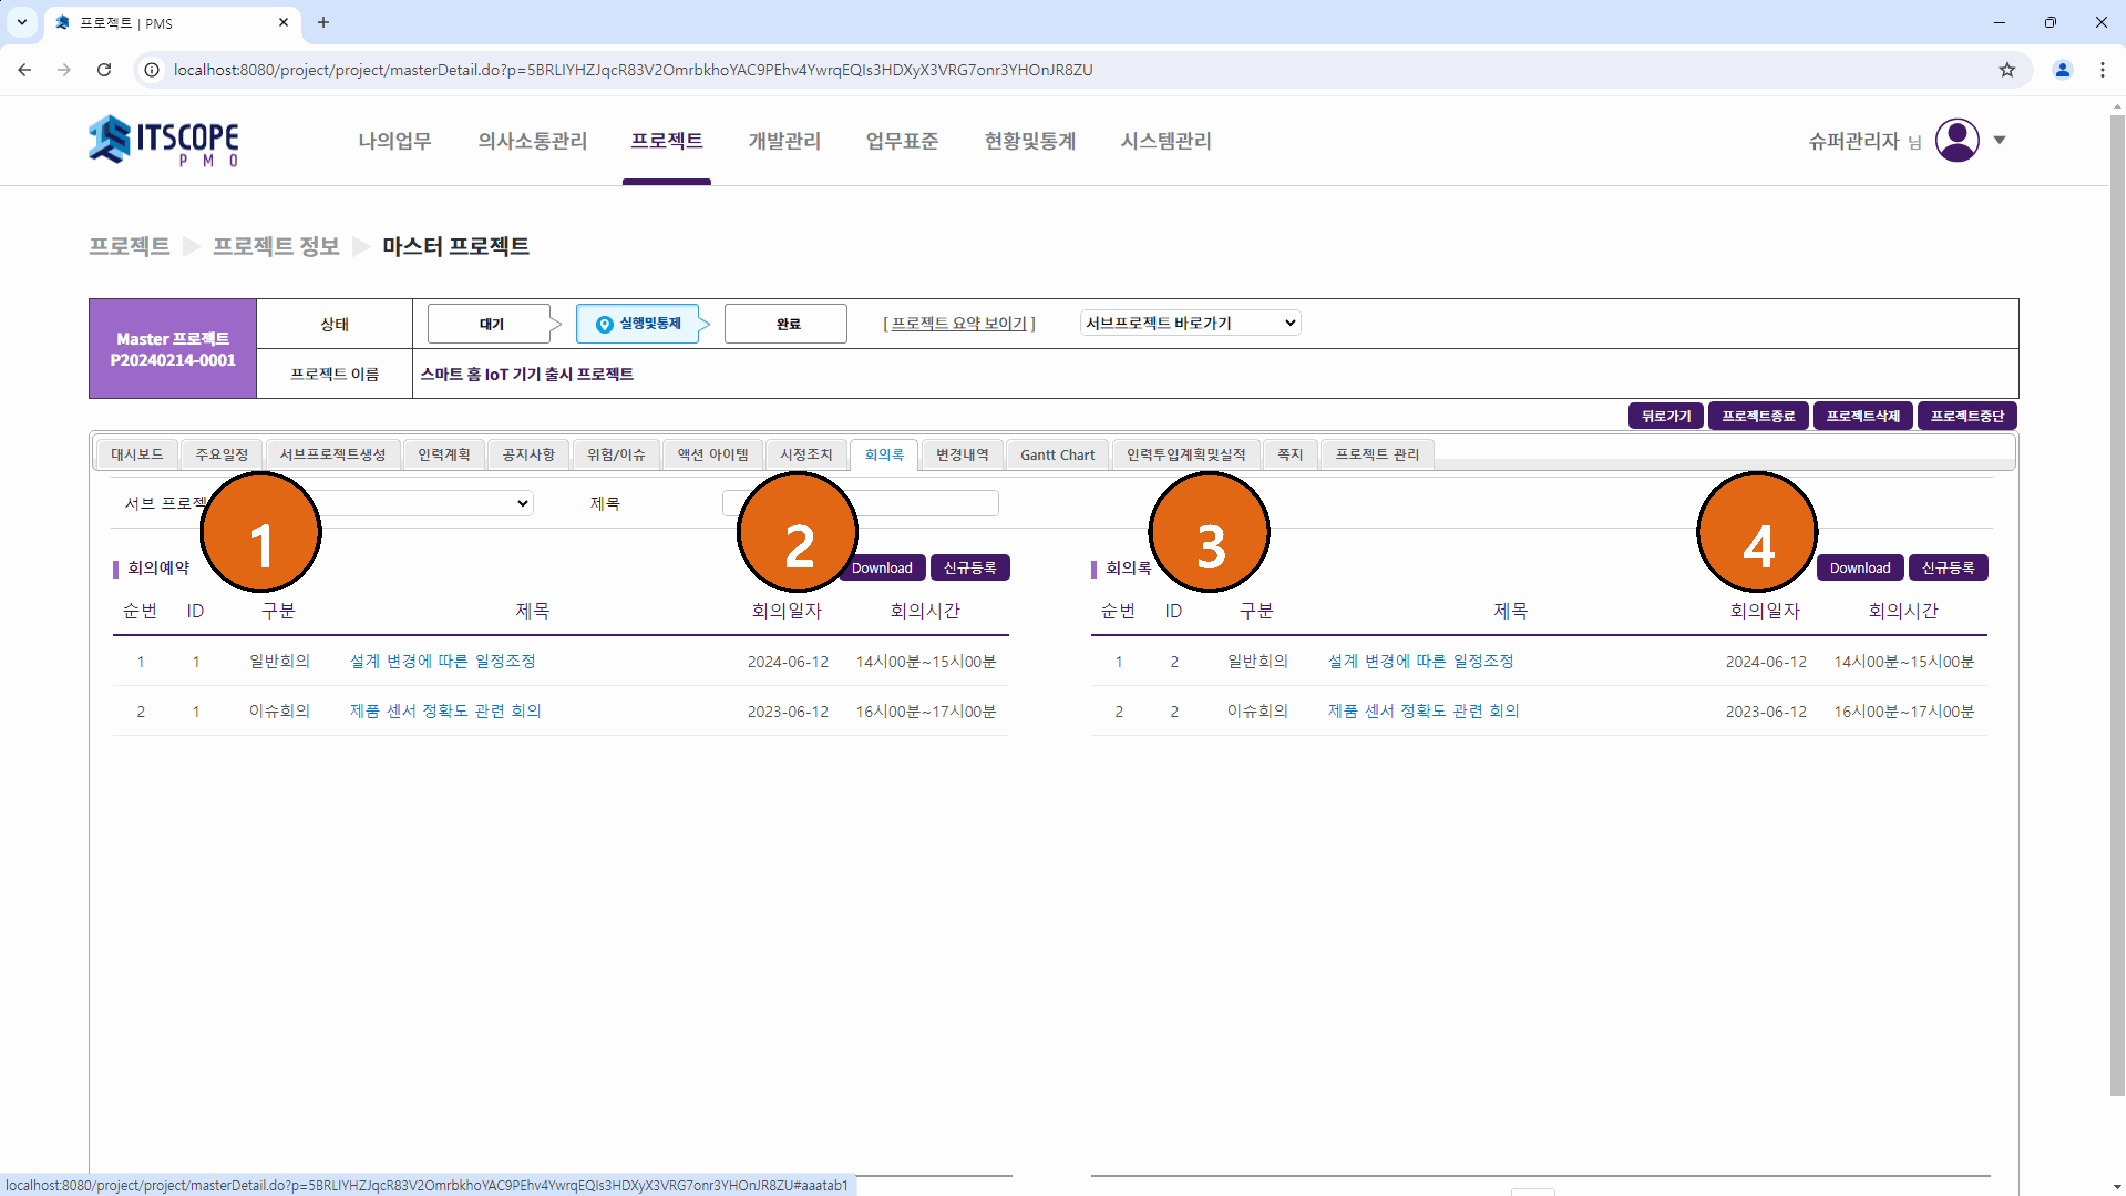 프로젝트 | PMS
localhost:8080/project/project/masterDetail.do?p=5BRLIYHZJqcR83V2OmrbkhoYAC9PEhv4YwrqEQIs3HDXyX3VRG7onr3YHOnJR8ZU
ITSCOPE
PMO
나의업무 의사소통관리 프로젝트 개발관리 업무표준 현황및통계 시스템관리 슈퍼관리자 님
프로젝트 프로젝트 정보 마스터 프로젝트
Master 프로젝트
P20240214-0001
상태 대기 실행및통제 완료 [ 프로젝트 요약 보이기 ] 서브프로젝트 바로가기
프로젝트 이름 스마트 홈 IoT 기기 출시 프로젝트
뒤로가기 프로젝트종료 프로젝트삭제 프로젝트중단
대시보드 주요일정 서브프로젝트생성 인력계획 공지사항 위험/이슈 액션 아이템 시정조치 회의록 변경내역 Gantt Chart 인력투입계획및실적 쪽지 프로젝트 관리
서브 제목
1 2 3 4
회의예약 Download 신규등록
순번 ID 구분 제목 회의일자 회의시간
1 1 일반회의 설계 변경에 따른 일정조정 2024-06-12 14시00분~15시00분
2 1 이슈회의 제품 센서 정확도 관련 회의 2023-06-12 16시00분~17시00분
회의록 Download 신규등록
순번 ID 구분 제목 회의일자 회의시간
1 2 일반회의 설계 변경에 따른 일정조정 2024-06-12 14시00분~15시00분
2 2 이슈회의 제품 센서 정확도 관련 회의 2023-06-12 16시00분~17시00분
localhost:8080/project/project/masterDetail.do?p=5BRLIYHZJqcR83V2OmrbkhoYAC9PEhv4YwrqEQIs3HDXyX3VRG7onr3YHOnJR8ZU#aaatab1